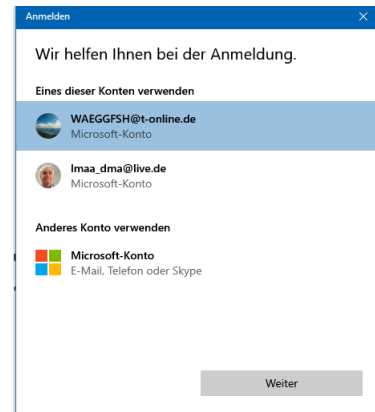 Anmelden
Wir helfen Ihnen bei der Anmeldung.
Eines dieser Konten verwenden
WAEGGFSH@t-online.de
Microsoft-Konto
lmaa_dma@live.de
Microsoft-Konto
Anderes Konto verwenden
Microsoft-Konto
E-Mail, Telefon oder Skype
Weiter